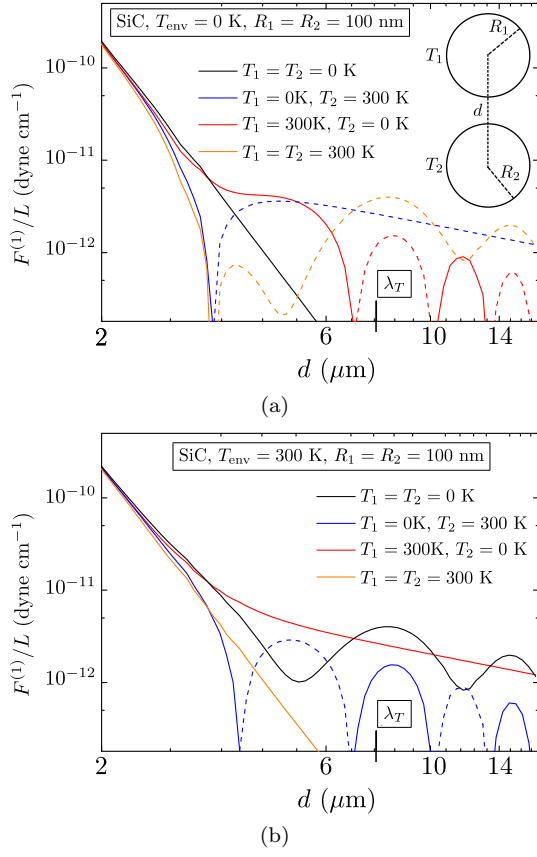 SiC, T_env = 0 K, R_1 = R_2 = 100 nm
T_1 = T_2 = 0 K
T_1 = 0K, T_2 = 300 K
T_1 = 300K, T_2 = 0 K
T_1 = T_2 = 300 K
R_1
T_1
d
T_2
R_2
F^(1)/L (dyne cm^−1)
10^−10
10^−11
10^−12
λ_T
2
6
10
14
d (μm)
(a)
SiC, T_env = 300 K, R_1 = R_2 = 100 nm
T_1 = T_2 = 0 K
T_1 = 0K, T_2 = 300 K
T_1 = 300K, T_2 = 0 K
T_1 = T_2 = 300 K
F^(1)/L (dyne cm^−1)
10^−10
10^−11
10^−12
λ_T
2
6
10
14
d (μm)
(b)